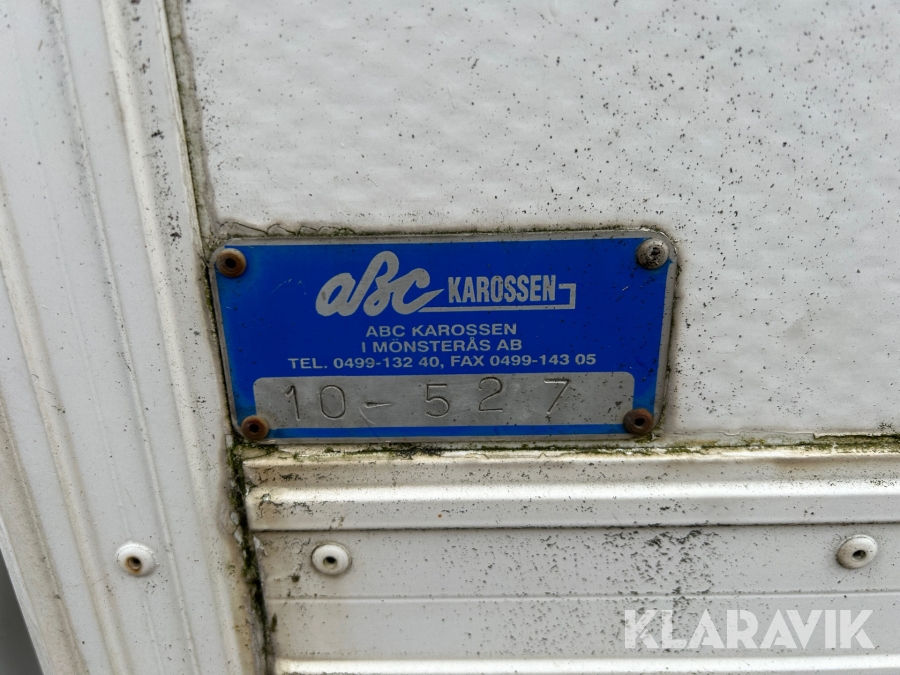 aBC KAROSSEN
ABC KAROSSEN
I MÖNSTERÅS AB
TEL. 0499-132 40, FAX 0499-143 05
10-527
KLARAVIK